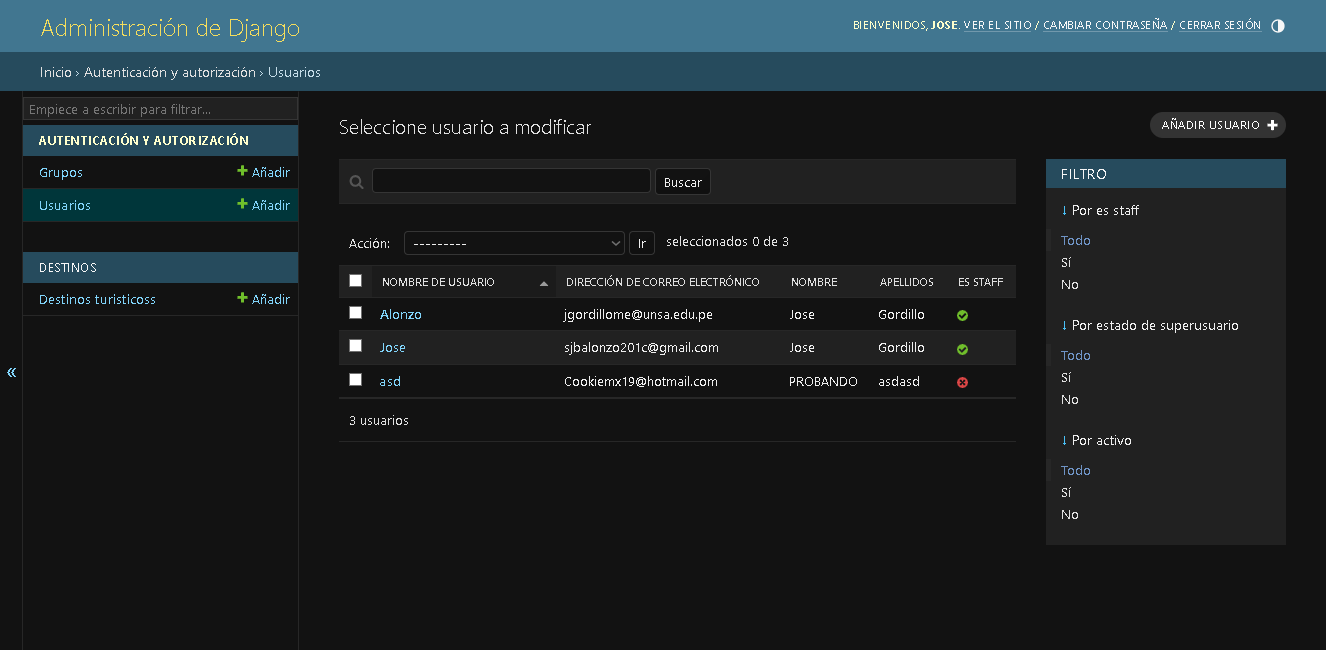 Administración de Django
BIENVENIDOS, JOSE. VER EL SITIO / CAMBIAR CONTRASEÑA / CERRAR SESIÓN
Inicio › Autenticación y autorización › Usuarios
Empiece a escribir para filtrar...
AUTENTICACIÓN Y AUTORIZACIÓN
Grupos + Añadir
Usuarios + Añadir
DESTINOS
Destinos turisticoss + Añadir
«
Seleccione usuario a modificar
AÑADIR USUARIO +
Buscar
Acción: --------- Ir seleccionados 0 de 3
NOMBRE DE USUARIO DIRECCIÓN DE CORREO ELECTRÓNICO NOMBRE APELLIDOS ES STAFF
Alonzo jgordillome@unsa.edu.pe Jose Gordillo
Jose sjbalonzo201c@gmail.com Jose Gordillo
asd Cookiemx19@hotmail.com PROBANDO asdasd
3 usuarios
FILTRO
↓ Por es staff
Todo
Sí
No
↓ Por estado de superusuario
Todo
Sí
No
↓ Por activo
Todo
Sí
No